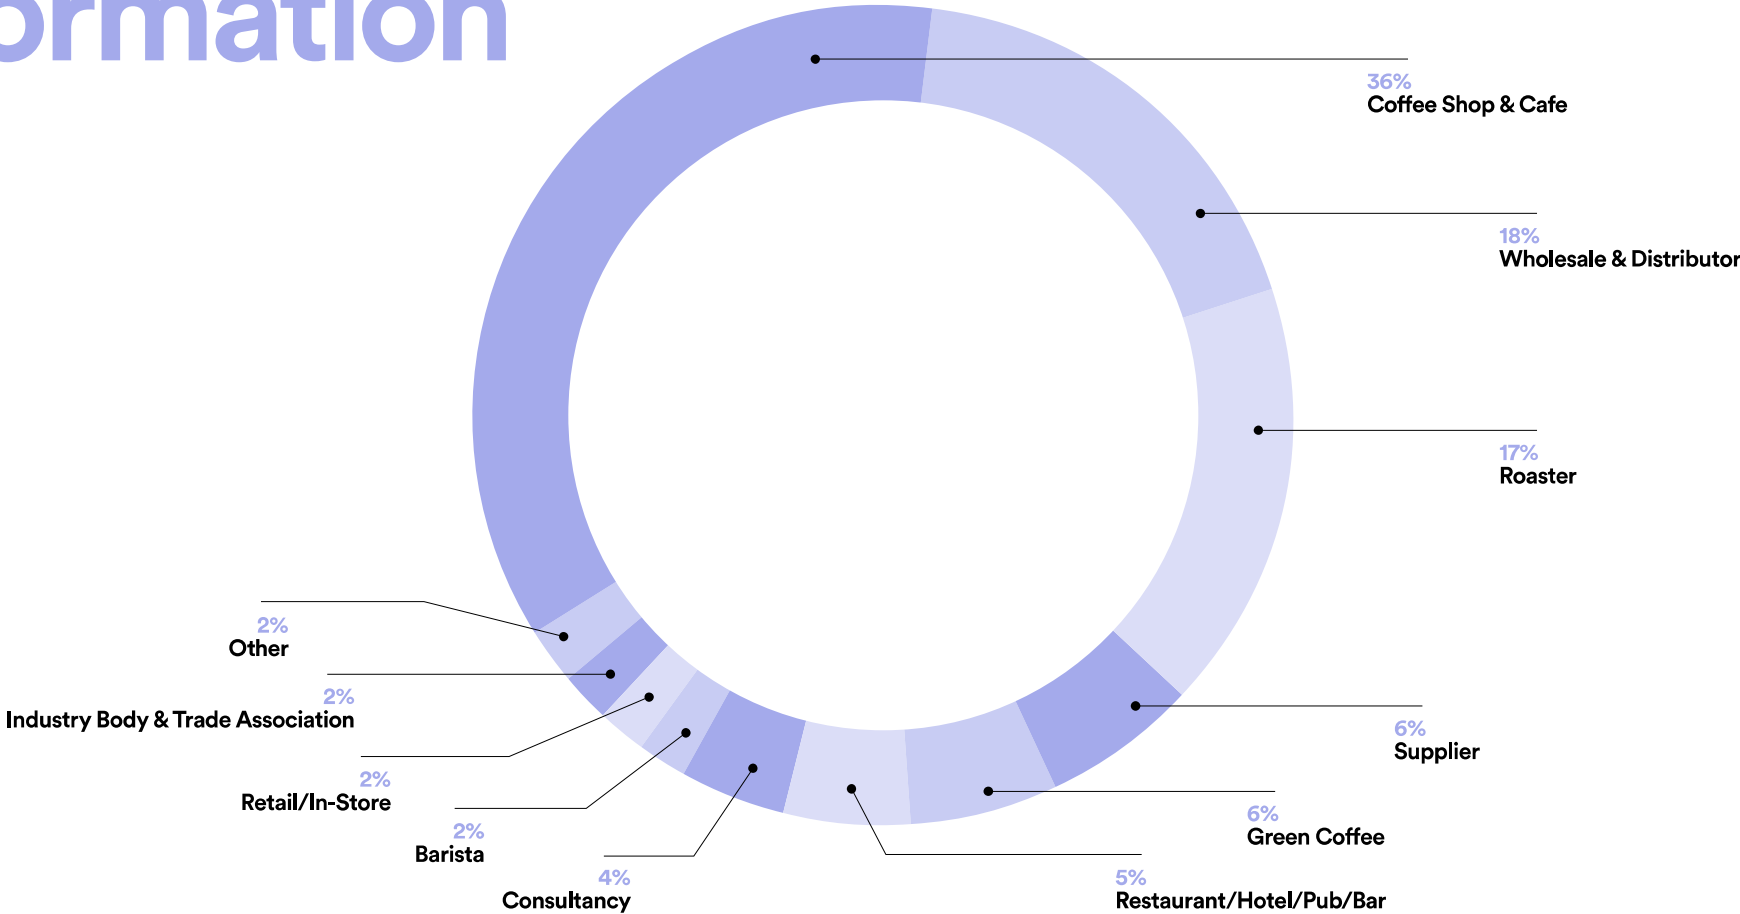 ormation
36%
Coffee Shop & Cafe
18%
Wholesale & Distributor
17%
Roaster
6%
Supplier
6%
Green Coffee
5%
Restaurant/Hotel/Pub/Bar
4%
Consultancy
2%
Barista
2%
Retail/In-Store
2%
Industry Body & Trade Association
2%
Other